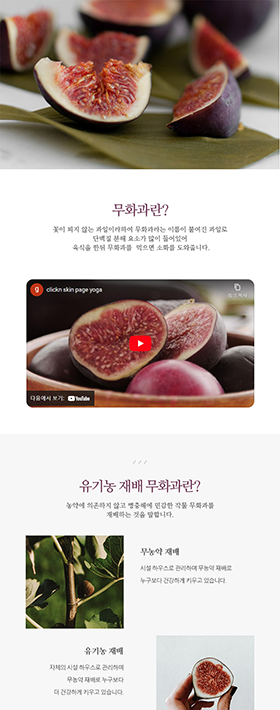 무화과란?
꽃이 피지 않는 과일이라하여 무화과라는 이름이 붙여진 과일로
단백질 분해 요소가 많이 들어있어
육식을 한뒤 무화과를 먹으면 소화를 도와줍니다.
g clickn skin page yoga
링크 복사
다음에서 보기: YouTube
유기농 재배 무화과란?
농약에 의존하지 않고 병충해에 민감한 작물 무화과를
재배하는 것을 말합니다.
무농약 재배
시설 하우스로 관리하며 무농약 재배로
누구보다 건강하게 키우고 있습니다.
유기농 재배
자체의 시설 하우스로 관리하며
무농약 재배로 누구보다
더 건강하게 키우고 있습니다.